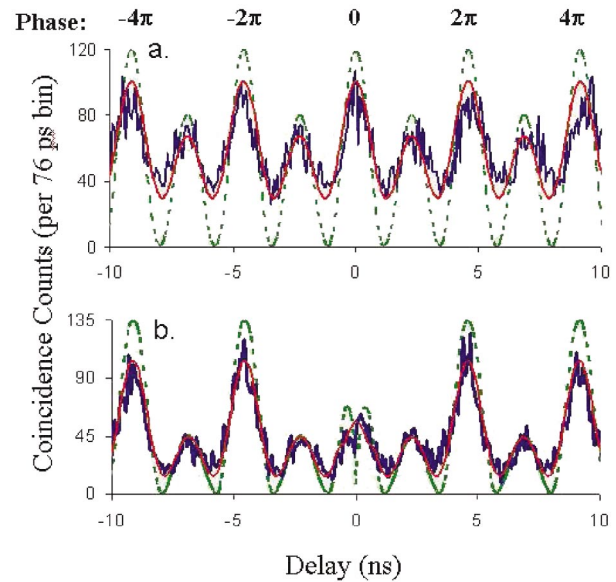 Phase: -4π -2π 0 2π 4π
a.
Coincidence Counts (per 76 ps bin)
120
80
40
0
-10 -5 0 5 10
b.
135
90
45
0
-10 -5 0 5 10
Delay (ns)